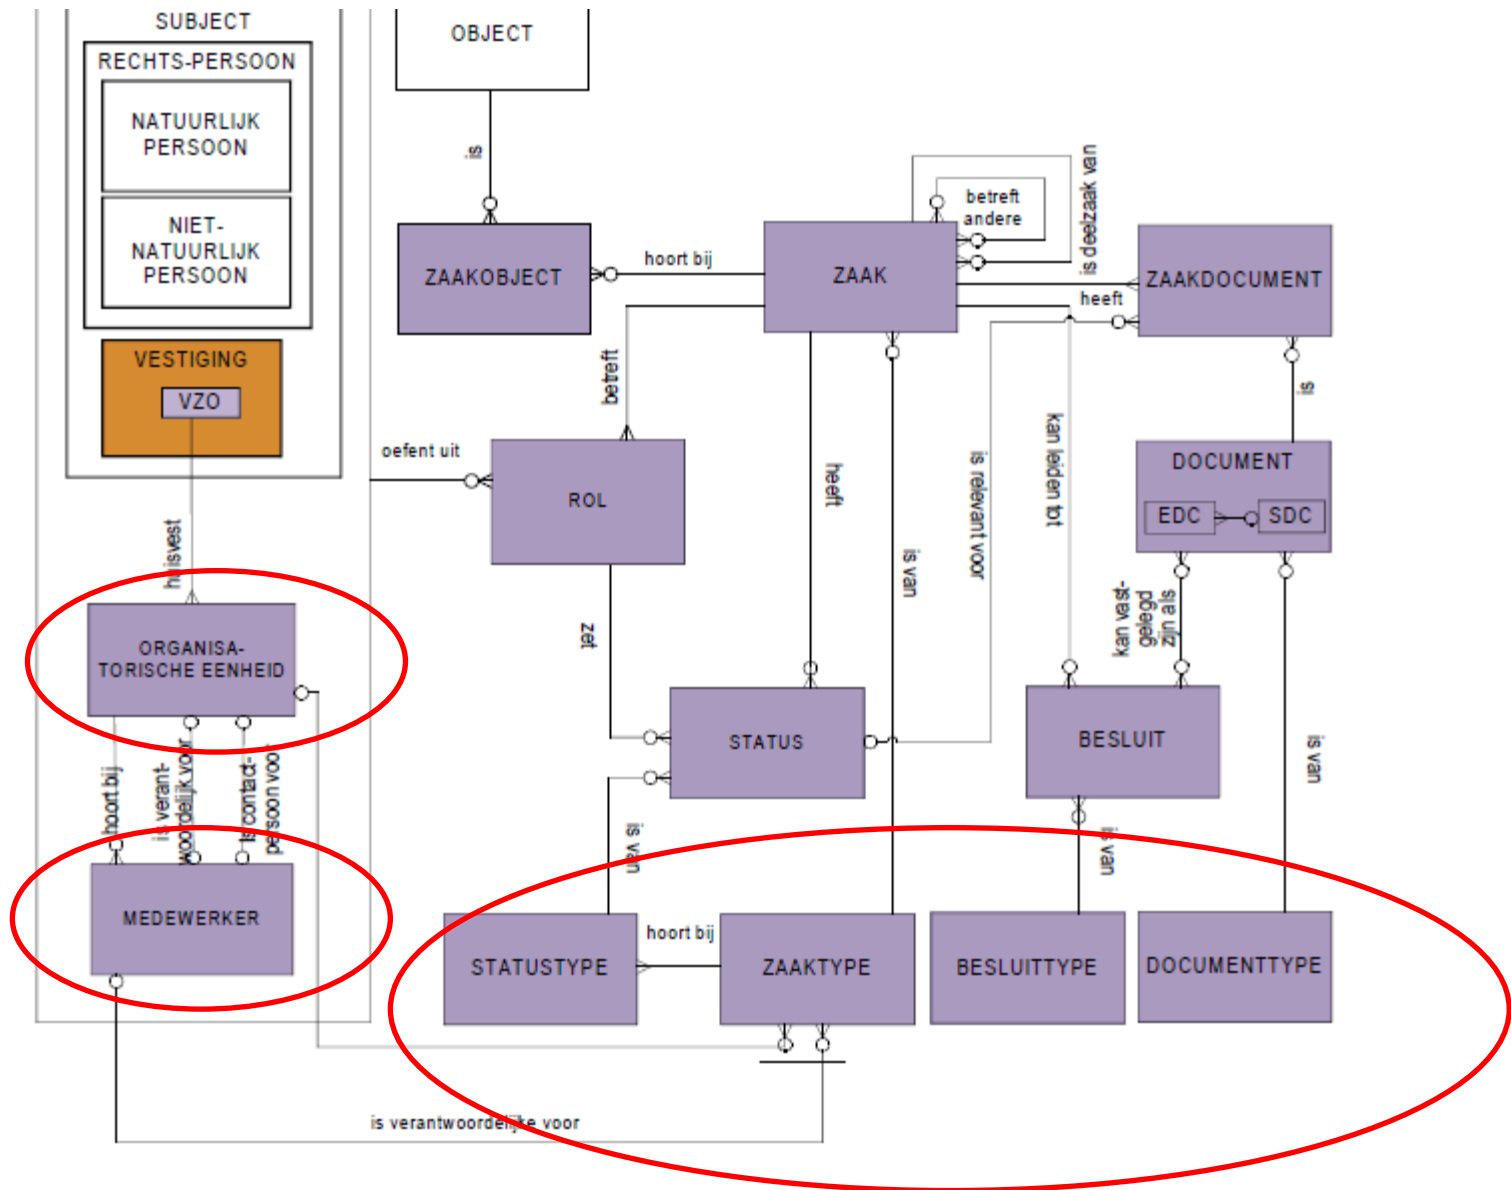 SUBJECT
RECHTS-PERSOON
NATUURLIJK
PERSOON
NIET-
NATUURLIJK
PERSOON
VESTIGING
VZO
huisvest
ORGANISA-
TORISCHE EENHEID
hoort bij
is verant-
woordelijk voor
is contact-
persoon voor
MEDEWERKER
OBJECT
is
ZAAKOBJECT
hoort bij
ZAAK
betreft
andere
is deelzaak van
ZAAKDOCUMENT
heeft
betreft
oefent uit
ROL
zet
heeft
is van
is relevant voor
kan leiden tot
is
DOCUMENT
EDC
SDC
kan vast-
gelegd
zijn als
STATUS
BESLUIT
is van
is van
is van
STATUSTYPE
hoort bij
ZAAKTYPE
BESLUITTYPE
DOCUMENTTYPE
is verantwoordelijke voor